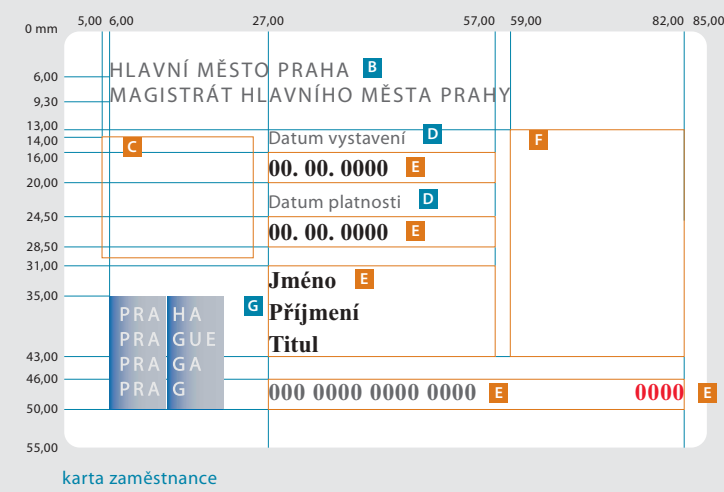 5,00 6,00 27,00 57,00 59,00 82,00 85,00
0 mm
6,00 HLAVNÍ MĚSTO PRAHA B
9,30 MAGISTRÁT HLAVNÍHO MĚSTA PRAHY
13,00
14,00 C Datum vystavení D F
16,00 00. 00. 0000 E
20,00 Datum platnosti D
24,50 00. 00. 0000 E
28,50
31,00 Jméno E
35,00 G Příjmení
Titul
PRA HA
PRA GUE
PRA GA
PRA G
43,00
46,00 000 0000 0000 0000 E 0000 E
50,00
55,00
karta zaměstnance